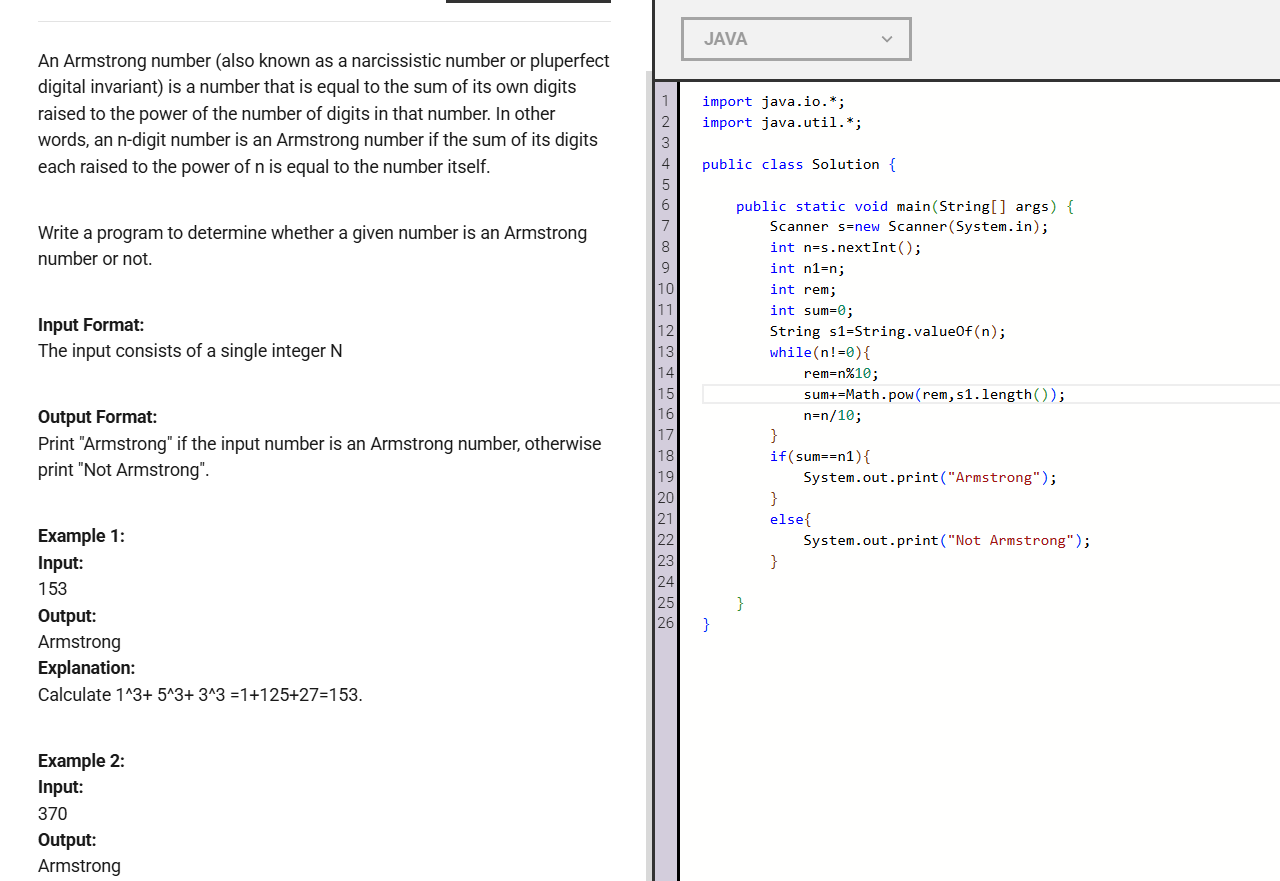 An Armstrong number (also known as a narcissistic number or pluperfect
digital invariant) is a number that is equal to the sum of its own digits
raised to the power of the number of digits in that number. In other
words, an n-digit number is an Armstrong number if the sum of its digits
each raised to the power of n is equal to the number itself.
Write a program to determine whether a given number is an Armstrong
number or not.
Input Format:
The input consists of a single integer N
Output Format:
Print "Armstrong" if the input number is an Armstrong number, otherwise
print "Not Armstrong".
Example 1:
Input:
153
Output:
Armstrong
Explanation:
Calculate 1^3+ 5^3+ 3^3 =1+125+27=153.
Example 2:
Input:
370
Output:
Armstrong
JAVA
1 import java.io.*;
2 import java.util.*;
3
4 public class Solution {
5
6     public static void main(String[] args) {
7         Scanner s=new Scanner(System.in);
8         int n=s.nextInt();
9         int n1=n;
10         int rem;
11         int sum=0;
12         String s1=String.valueOf(n);
13         while(n!=0){
14             rem=n%10;
15             sum+=Math.pow(rem,s1.length());
16             n=n/10;
17         }
18         if(sum==n1){
19             System.out.print("Armstrong");
20         }
21         else{
22             System.out.print("Not Armstrong");
23         }
24
25     }
26 }